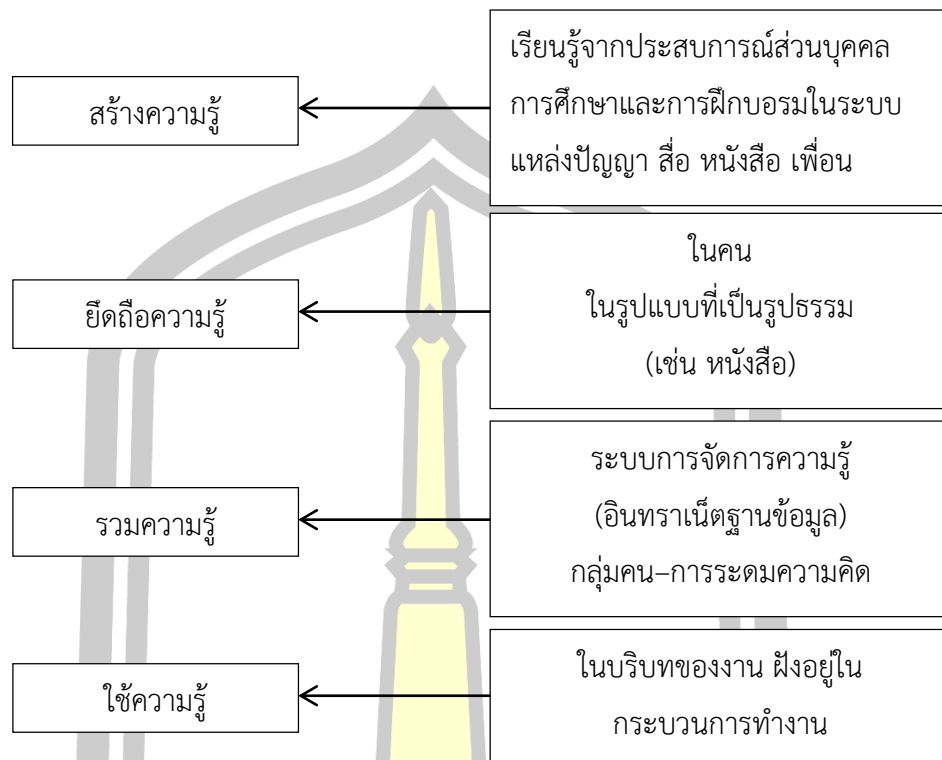 สร้างความรู้
เรียนรู้จากประสบการณ์ส่วนบุคคล
การศึกษาและการฝึกบอรมในระบบ
แหล่งปัญญา สื่อ หนังสือ เพื่อน
ยึดถือความรู้
ในคน
ในรูปแบบที่เป็นรูปธรรม
(เช่น หนังสือ)
รวมความรู้
ระบบการจัดการความรู้
(อินทราเน็ตฐานข้อมูล)
กลุ่มคน–การระดมความคิด
ใช้ความรู้
ในบริบทของงาน ฝังอยู่ใน
กระบวนการทำงาน